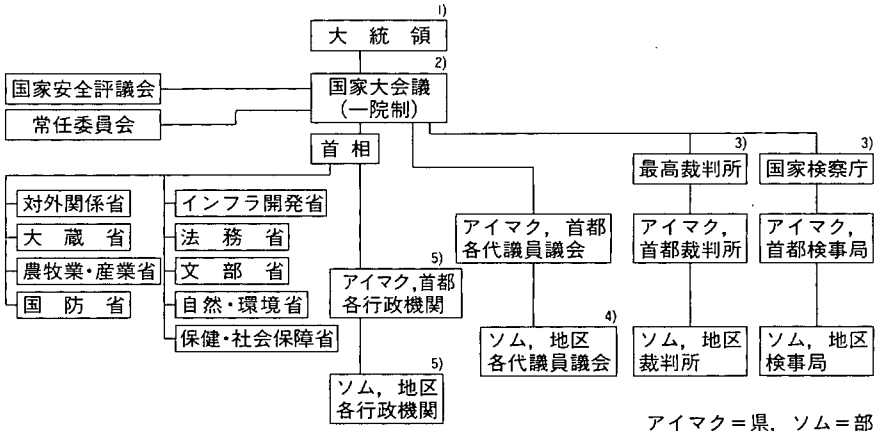 1)
大統領
2)
国家大会議
(一院制)
国家安全評議会
常任委員会
首相
3)
最高裁判所
3)
国家検察庁
対外関係省
大蔵省
農牧業・産業省
国防省
インフラ開発省
法務省
文部省
自然・環境省
保健・社会保障省
5)
アイマク,首都
各行政機関
5)
ソム,地区
各行政機関
アイマク,首都
各代議員議会
4)
ソム,地区
各代議員議会
アイマク,
首都裁判所
ソム,地区
裁判所
アイマク,
首都検事局
ソム,地区
検事局
アイマク=県,ソム=部